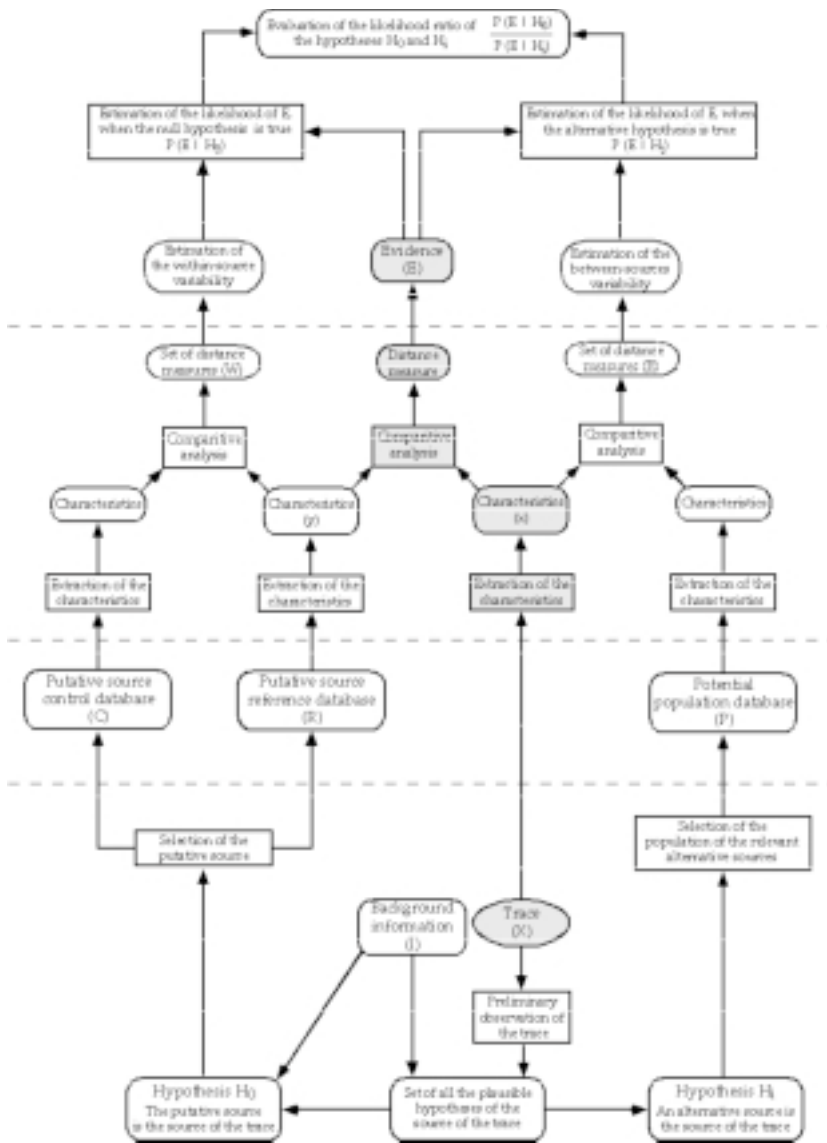 Evaluation of the likelihood ratio of
the hypotheses H0 and H1
P (E | H0)
P (E | H1)
Estimation of the likelihood of E,
when the null hypothesis is true
P (E | H0)
Estimation of the likelihood of E, when
the alternative hypothesis is true
P (E | H1)
Estimation of
the within-source
variability
Evidence
(E)
Estimation of the
between-sources
variability
Set of distance
measures (W)
Distance
measure
Set of distance
measures (B)
Comparitive
analysis
Comparitive
analysis
Comparitive
analysis
Characteristics
Characteristics
(y)
Characteristics
(x)
Characteristics
Extraction of the
characteristics
Extraction of the
characteristics
Extraction of the
characteristics
Extraction of the
characteristics
Putative source
control database
(C)
Putative source
reference database
(R)
Potential
population database
(P)
Selection of the
putative source
Selection of the
population of the relevant
alternative sources
Background
information
(I)
Trace
(X)
Preliminary
observation of
the trace
Hypothesis H0
The putative source
is the source of the trace
Set of all the plausible
hypotheses of the
source of the trace
Hypothesis H1
An alternative source is
the source of the trace